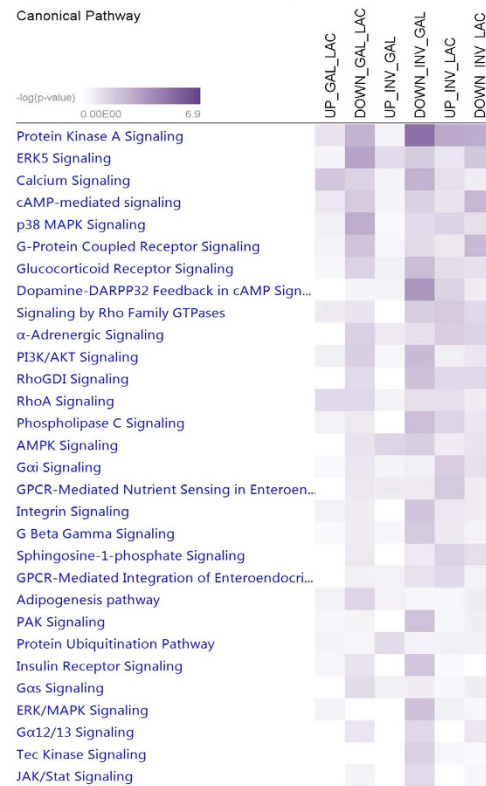 Canonical Pathway
UP_GAL_LAC
DOWN_GAL_LAC
UP_INV_GAL
DOWN_INV_GAL
UP_INV_LAC
DOWN_INV_LAC
-log(p-value)
0.00E00 6.9
Protein Kinase A Signaling
ERK5 Signaling
Calcium Signaling
cAMP-mediated signaling
p38 MAPK Signaling
G-Protein Coupled Receptor Signaling
Glucocorticoid Receptor Signaling
Dopamine-DARPP32 Feedback in cAMP Sign...
Signaling by Rho Family GTPases
α-Adrenergic Signaling
PI3K/AKT Signaling
RhoGDI Signaling
RhoA Signaling
Phospholipase C Signaling
AMPK Signaling
Gαi Signaling
GPCR-Mediated Nutrient Sensing in Enteroen...
Integrin Signaling
G Beta Gamma Signaling
Sphingosine-1-phosphate Signaling
GPCR-Mediated Integration of Enteroendocri...
Adipogenesis pathway
PAK Signaling
Protein Ubiquitination Pathway
Insulin Receptor Signaling
Gαs Signaling
ERK/MAPK Signaling
Gα12/13 Signaling
Tec Kinase Signaling
JAK/Stat Signaling